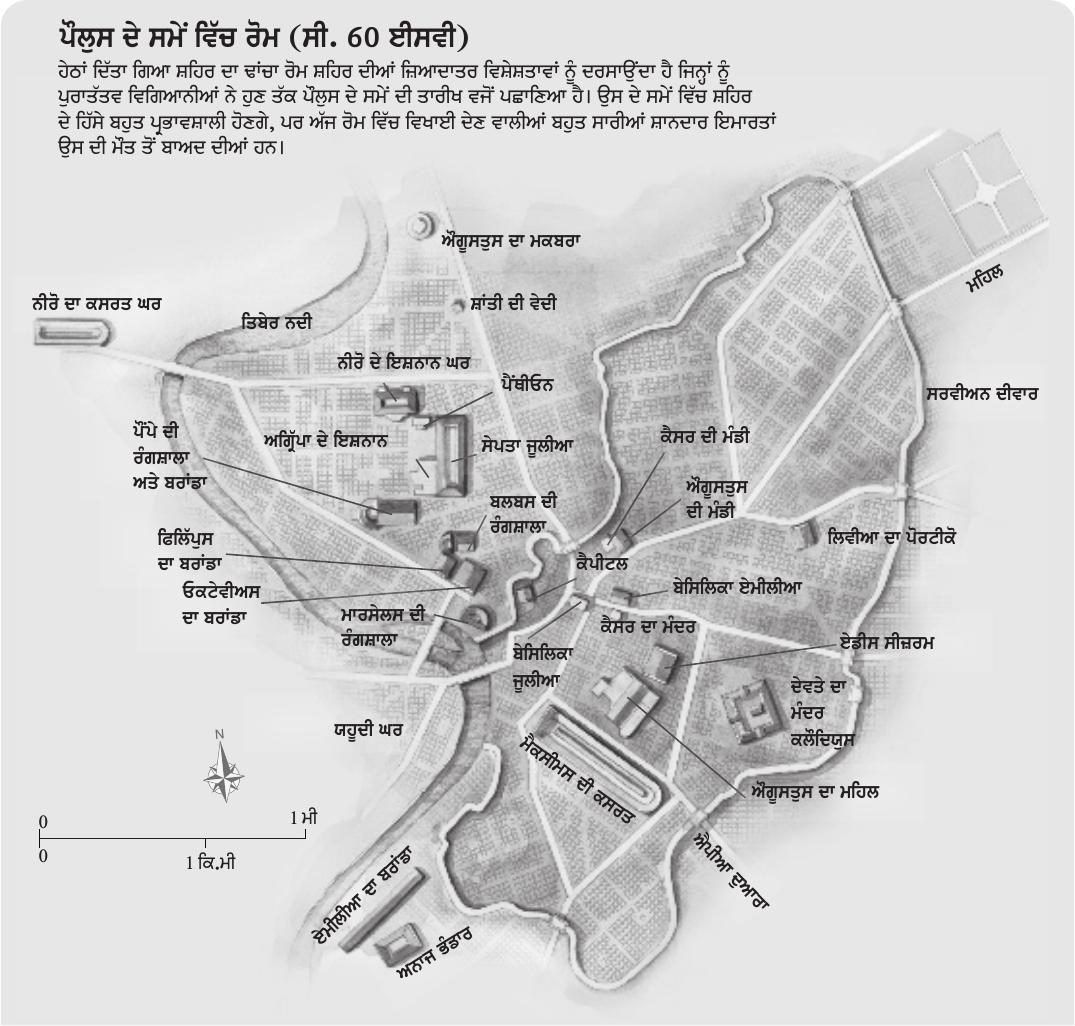 ਪੌਲੁਸ ਦੇ ਸਮੇਂ ਵਿੱਚ ਰੋਮ (ਸੀ. 60 ਈਸਵੀ)
ਹੇਠਾਂ ਦਿੱਤਾ ਗਿਆ ਸ਼ਹਿਰ ਦਾ ਢਾਂਚਾ ਰੋਮ ਸ਼ਹਿਰ ਦੀਆਂ ਜ਼ਿਆਦਾਤਰ ਵਿਸ਼ੇਸ਼ਤਾਵਾਂ ਨੂੰ ਦਰਸਾਉਂਦਾ ਹੈ ਜਿਨ੍ਹਾਂ ਨੂੰ
ਪੁਰਾਤੱਤਵ ਵਿਗਿਆਨੀਆਂ ਨੇ ਹੁਣ ਤੱਕ ਪੌਲੁਸ ਦੇ ਸਮੇਂ ਦੀ ਤਾਰੀਖ ਵਜੋਂ ਪਛਾਣਿਆ ਹੈ। ਉਸ ਦੇ ਸਮੇਂ ਵਿੱਚ ਸ਼ਹਿਰ
ਦੇ ਹਿੱਸੇ ਬਹੁਤ ਪ੍ਰਭਾਵਸ਼ਾਲੀ ਹੋਣਗੇ, ਪਰ ਅੱਜ ਰੋਮ ਵਿੱਚ ਵਿਖਾਈ ਦੇਣ ਵਾਲੀਆਂ ਬਹੁਤ ਸਾਰੀਆਂ ਸ਼ਾਨਦਾਰ ਇਮਾਰਤਾਂ
ਉਸ ਦੀ ਮੌਤ ਤੋਂ ਬਾਅਦ ਦੀਆਂ ਹਨ।
ਔਗੂਸਤੁਸ ਦਾ ਮਕਬਰਾ
ਮਹਿਲ
ਨੀਰੋ ਦਾ ਕਸਰਤ ਘਰ
ਸ਼ਾਂਤੀ ਦੀ ਵੇਦੀ
ਤਿਬੇਰ ਨਦੀ
ਨੀਰੋ ਦੇ ਇਸ਼ਨਾਨ ਘਰ
ਪੈਂਥੀਓਨ
ਸਰਵੀਅਨ ਦੀਵਾਰ
ਪੌਂਪੇ ਦੀ
ਰੰਗਸ਼ਾਲਾ
ਅਤੇ ਬਰਾਂਡਾ
ਅਗ੍ਰਿੱਪਾ ਦੇ ਇਸ਼ਨਾਨ
ਸੇਪਤਾ ਜੂਲੀਆ
ਕੈਸਰ ਦੀ ਮੰਡੀ
ਔਗੂਸਤੁਸ
ਦੀ ਮੰਡੀ
ਬਲਬਸ ਦੀ
ਰੰਗਸ਼ਾਲਾ
ਲਿਵੀਆ ਦਾ ਪੋਰਟੀਕੋ
ਫਿਲਿੱਪੁਸ
ਦਾ ਬਰਾਂਡਾ
ਕੈਪੀਟਲ
ਓਕਟੇਵੀਅਸ
ਦਾ ਬਰਾਂਡਾ
ਬੇਸਿਲਿਕਾ ਏਮੀਲੀਆ
ਮਾਰਸੇਲਸ ਦੀ
ਰੰਗਸ਼ਾਲਾ
ਕੈਸਰ ਦਾ ਮੰਦਰ
ਬੇਸਿਲਿਕਾ
ਜੂਲੀਆ
ਏਡੀਸ ਸੀਜ਼ਰਮ
ਦੇਵਤੇ ਦਾ
ਮੰਦਰ
ਕਲੌਦਿਯੁਸ
ਯਹੂਦੀ ਘਰ
ਮੈਕਸੀਮਸ ਦੀ ਕਸਰਤ
ਔਗੂਸਤੁਸ ਦਾ ਮਹਿਲ
N
0
1 ਮੀ
0
1 ਕਿ.ਮੀ
ਐਪੀਆ ਦੁਆਰਾ
ਏਮੀਲੀਆ ਦਾ ਬਰਾਂਡਾ
ਅਨਾਜ ਭੰਡਾਰ